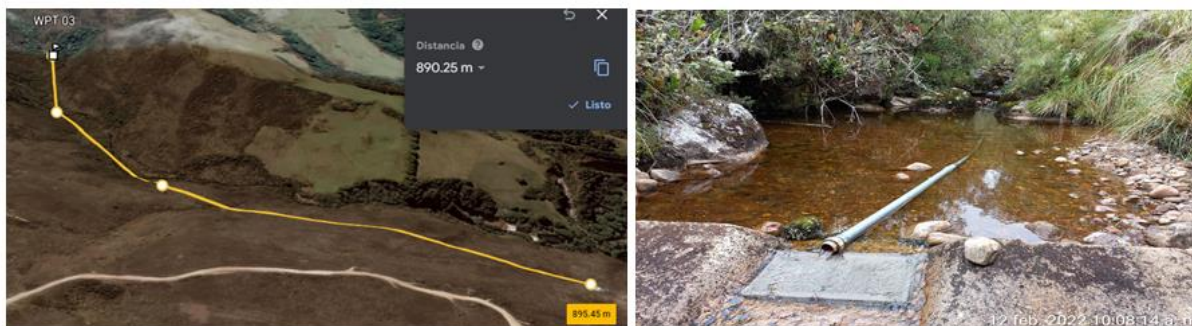 WPT 03
Distancia
890.25 m
Listo
895.45 m
12 feb. 2022 10:08:14 a.